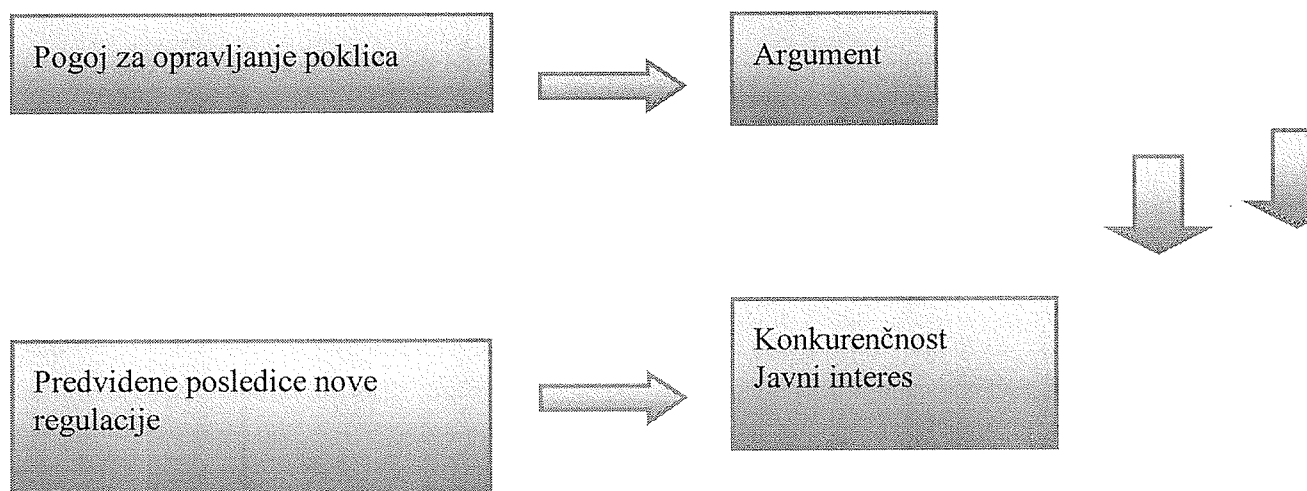 Pogoj za opravljanje poklica
Argument
Predvidene posledice nove
regulacije
Konkurenčnost
Javni interes